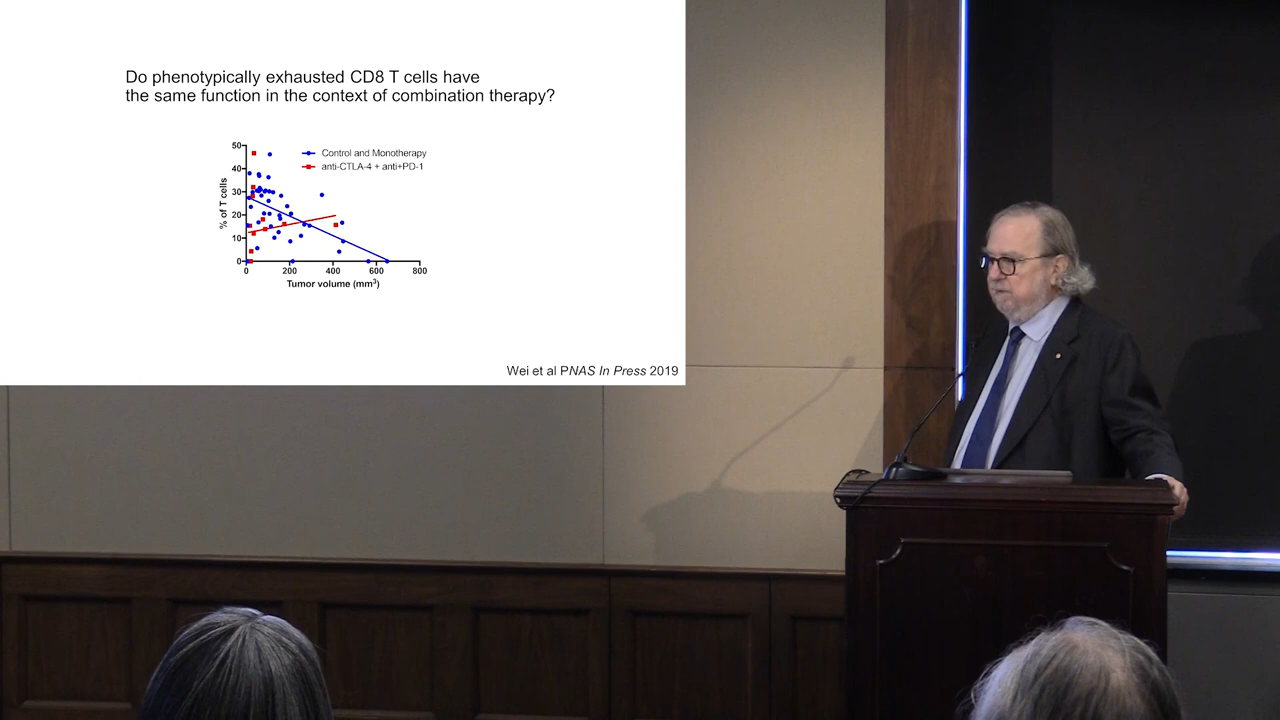 Do phenotypically exhausted CD8 T cells have
the same function in the context of combination therapy?
50
40
30
20
10
0
% of T cells
Control and Monotherapy
anti-CTLA-4 + anti+PD-1
0
200
400
600
800
Tumor volume (mm³)
Wei et al PNAS In Press 2019